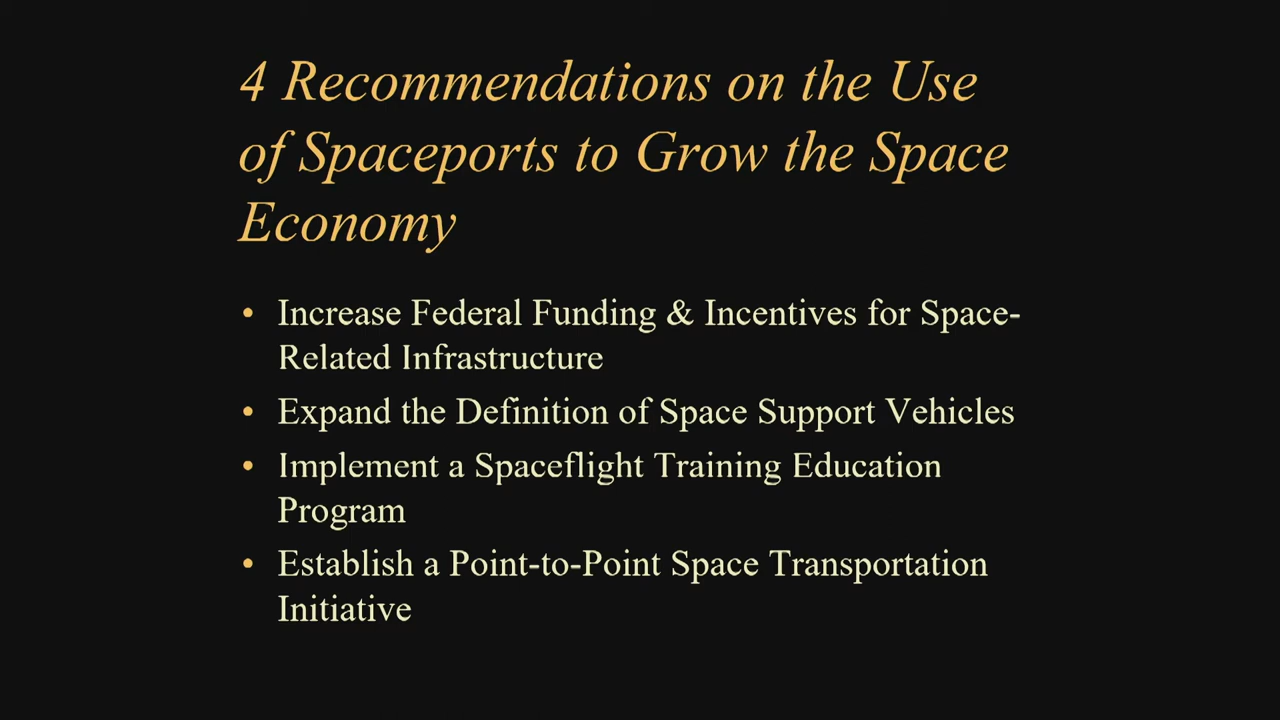 4 Recommendations on the Use
of Spaceports to Grow the Space
Economy
• Increase Federal Funding & Incentives for Space-
Related Infrastructure
• Expand the Definition of Space Support Vehicles
• Implement a Spaceflight Training Education
Program
• Establish a Point-to-Point Space Transportation
Initiative